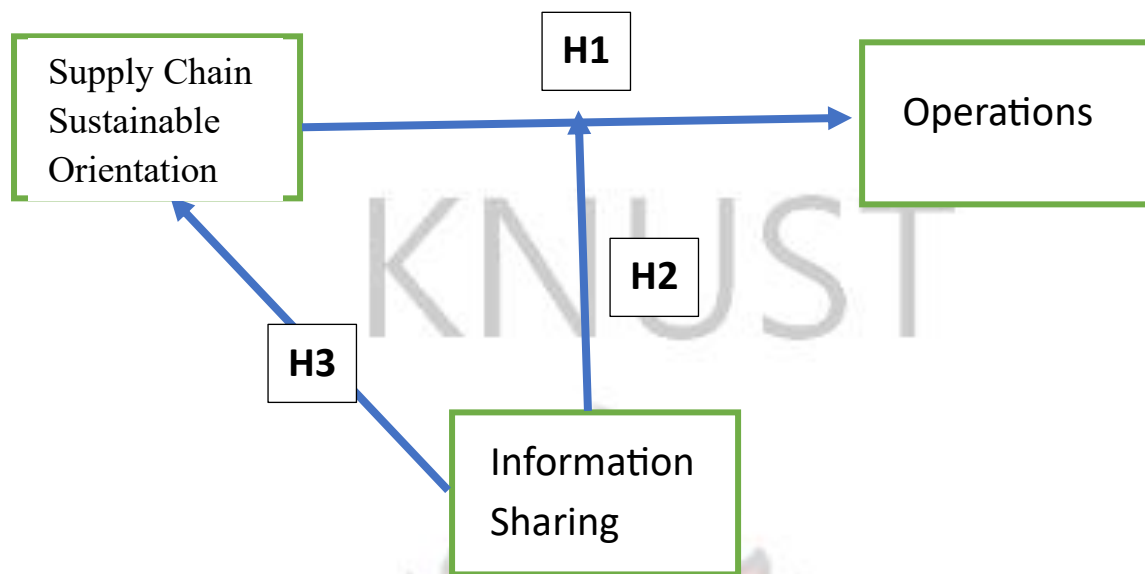 H1
Supply Chain
Sustainable
Orientation
Operations
KNUST
H2
H3
Information
Sharing